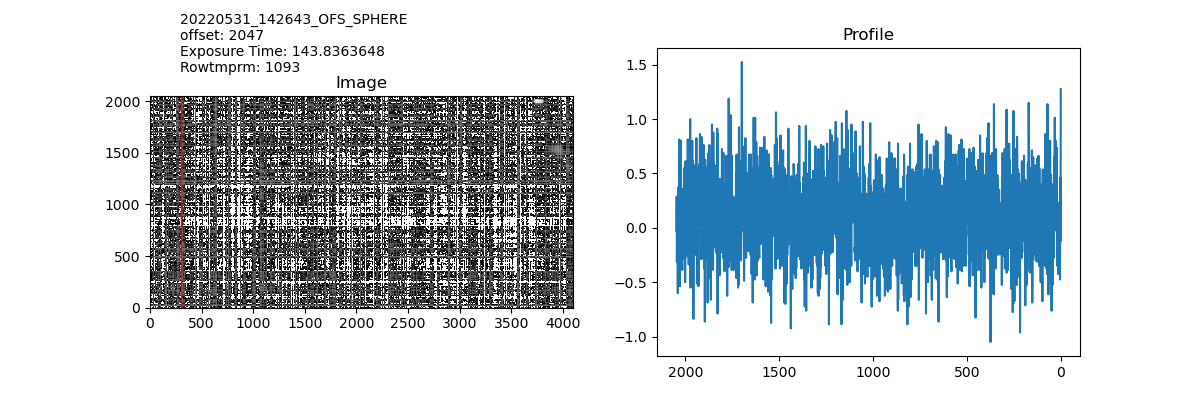 20220531_142643_OFS_SPHERE
offset: 2047
Exposure Time: 143.8363648
Rowtmprm: 1093
Image
2000
1500
1000
500
0
0 500 1000 1500 2000 2500 3000 3500 4000
Profile
1.5
1.0
0.5
0.0
−0.5
−1.0
2000 1500 1000 500 0